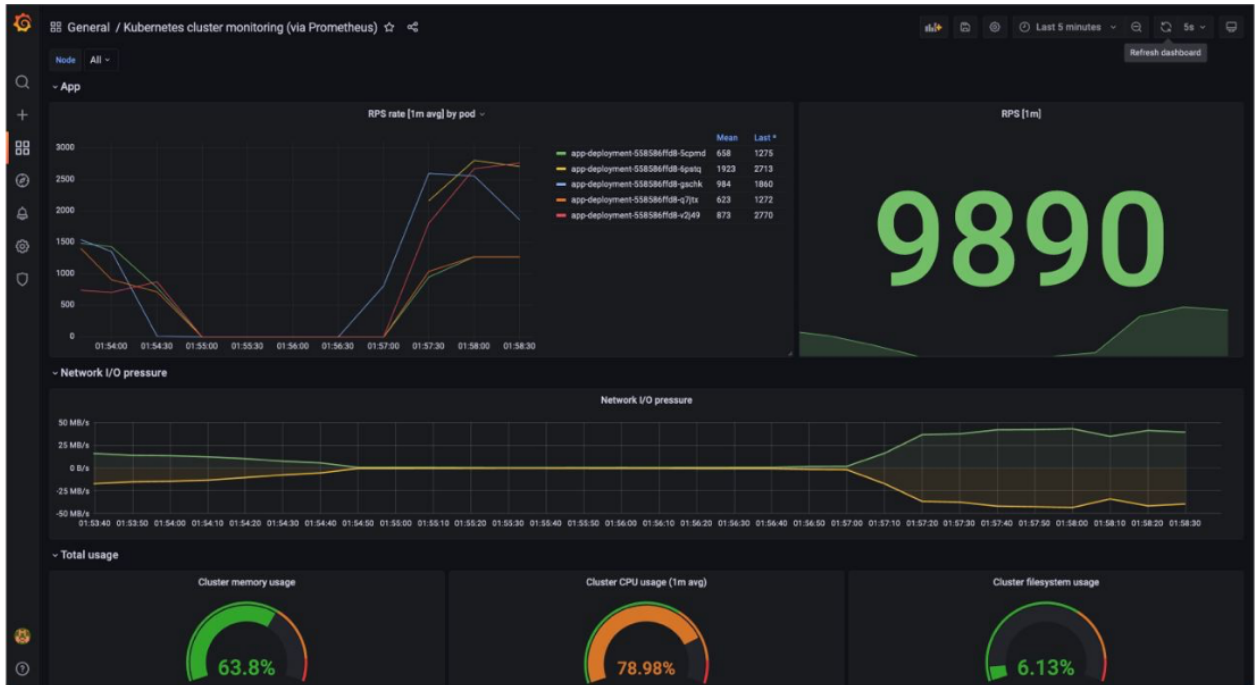 General / Kubernetes cluster monitoring (via Prometheus)
Last 5 minutes
5s
Refresh dashboard
Node All
App
RPS rate [1m avg] by pod
RPS [1m]
Mean Last *
app-deployment-558586ffd8-5cpmd 658 1275
app-deployment-558586ffd8-6pstq 1923 2713
app-deployment-558586ffd8-gschk 984 1860
app-deployment-558586ffd8-q7jtx 623 1272
app-deployment-558586ffd8-v2j49 873 2770
3000
2500
2000
1500
1000
500
0
01:54:00 01:54:30 01:55:00 01:55:30 01:56:00 01:56:30 01:57:00 01:57:30 01:58:00 01:58:30
9890
Network I/O pressure
Network I/O pressure
50 MB/s
25 MB/s
0 B/s
-25 MB/s
-50 MB/s
01:53:40 01:53:50 01:54:00 01:54:10 01:54:20 01:54:30 01:54:40 01:54:50 01:55:00 01:55:10 01:55:20 01:55:30 01:55:40 01:55:50 01:56:00 01:56:10 01:56:20 01:56:30 01:56:40 01:56:50 01:57:00 01:57:10 01:57:20 01:57:30 01:57:40 01:57:50 01:58:00 01:58:10 01:58:20 01:58:30
Total usage
Cluster memory usage
Cluster CPU usage (1m avg)
Cluster filesystem usage
63.8%
78.98%
6.13%